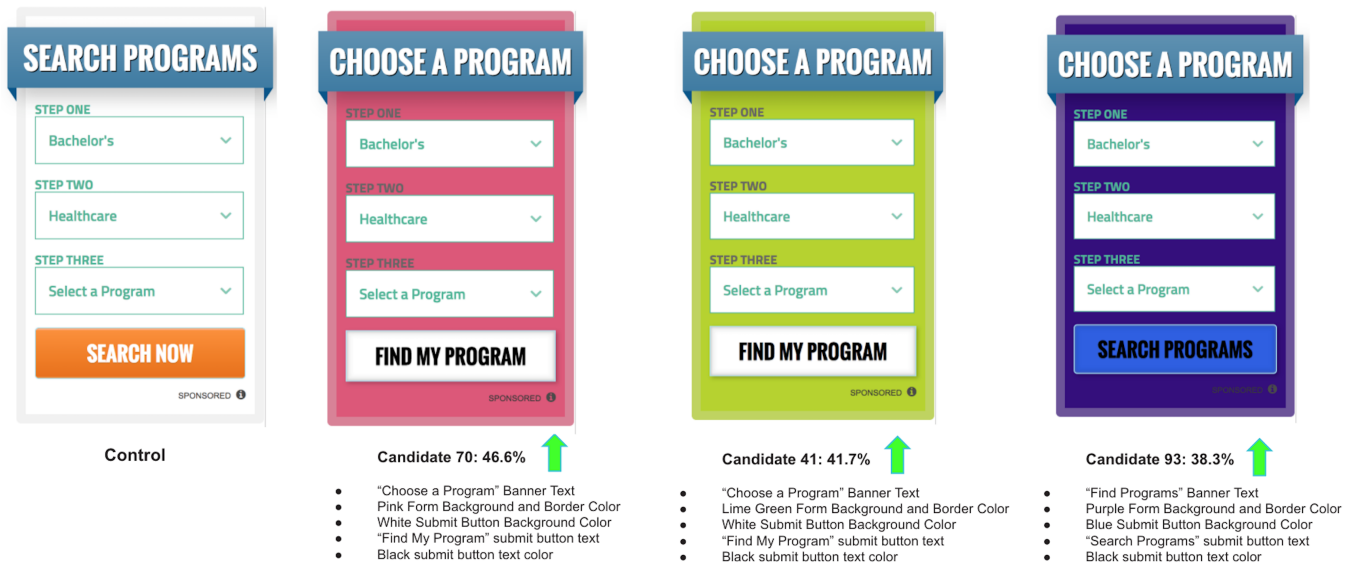 SEARCH PROGRAMS
STEP ONE
Bachelor's
STEP TWO
Healthcare
STEP THREE
Select a Program
SEARCH NOW
SPONSORED
Control
CHOOSE A PROGRAM
STEP ONE
Bachelor's
STEP TWO
Healthcare
STEP THREE
Select a Program
FIND MY PROGRAM
SPONSORED
Candidate 70: 46.6%
• “Choose a Program” Banner Text
• Pink Form Background and Border Color
• White Submit Button Background Color
• “Find My Program” submit button text
• Black submit button text color
CHOOSE A PROGRAM
STEP ONE
Bachelor's
STEP TWO
Healthcare
STEP THREE
Select a Program
FIND MY PROGRAM
SPONSORED
Candidate 41: 41.7%
• “Choose a Program” Banner Text
• Lime Green Form Background and Border Color
• White Submit Button Background Color
• “Find My Program” submit button text
• Black submit button text color
CHOOSE A PROGRAM
STEP ONE
Bachelor's
STEP TWO
Healthcare
STEP THREE
Select a Program
SEARCH PROGRAMS
SPONSORED
Candidate 93: 38.3%
• “Find Programs” Banner Text
• Purple Form Background and Border Color
• Blue Submit Button Background Color
• “Search Programs” submit button text
• Black submit button text color